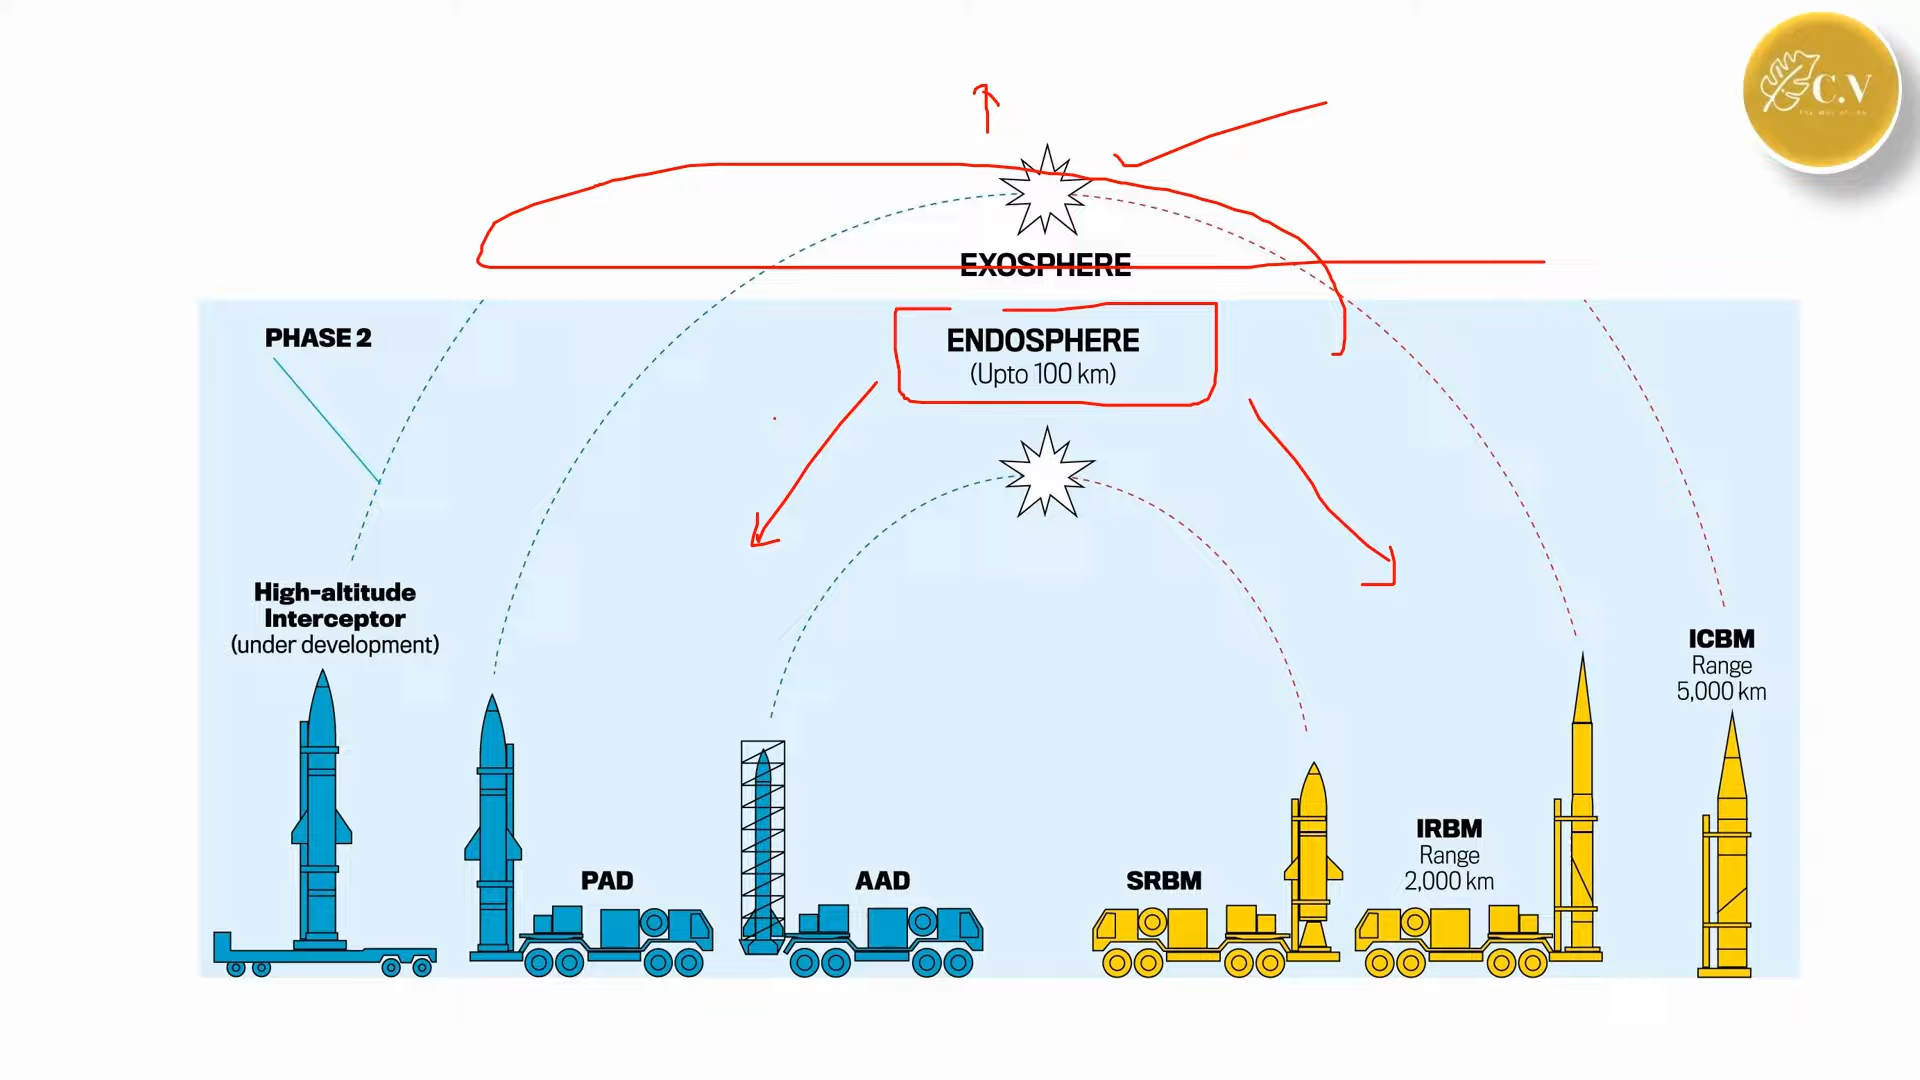 C.V
EXOSPHERE
PHASE 2
ENDOSPHERE
(Upto 100 km)
High-altitude
Interceptor
(under development)
ICBM
Range
5,000 km
IRBM
Range
2,000 km
PAD
AAD
SRBM